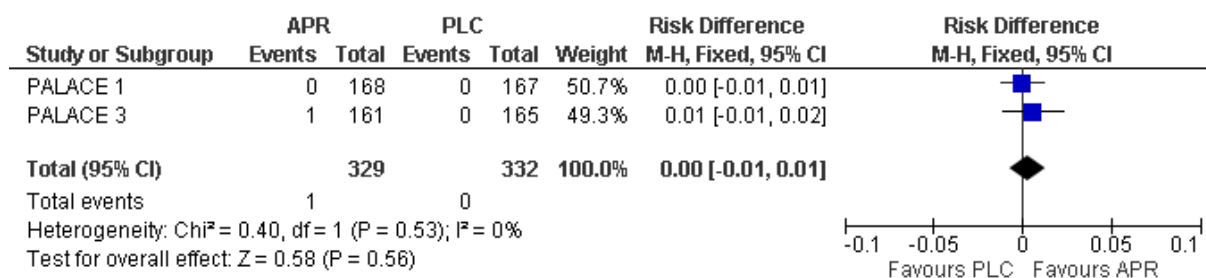 APR PLC Risk Difference Risk Difference
Study or Subgroup Events Total Events Total Weight M-H, Fixed, 95% CI M-H, Fixed, 95% CI
PALACE 1 0 168 0 167 50.7% 0.00 [-0.01, 0.01]
PALACE 3 1 161 0 165 49.3% 0.01 [-0.01, 0.02]
Total (95% CI) 329 332 100.0% 0.00 [-0.01, 0.01]
Total events 1 0
Heterogeneity: Chi² = 0.40, df = 1 (P = 0.53); I² = 0%
Test for overall effect: Z = 0.58 (P = 0.56)
-0.1 -0.05 0 0.05 0.1
Favours PLC Favours APR